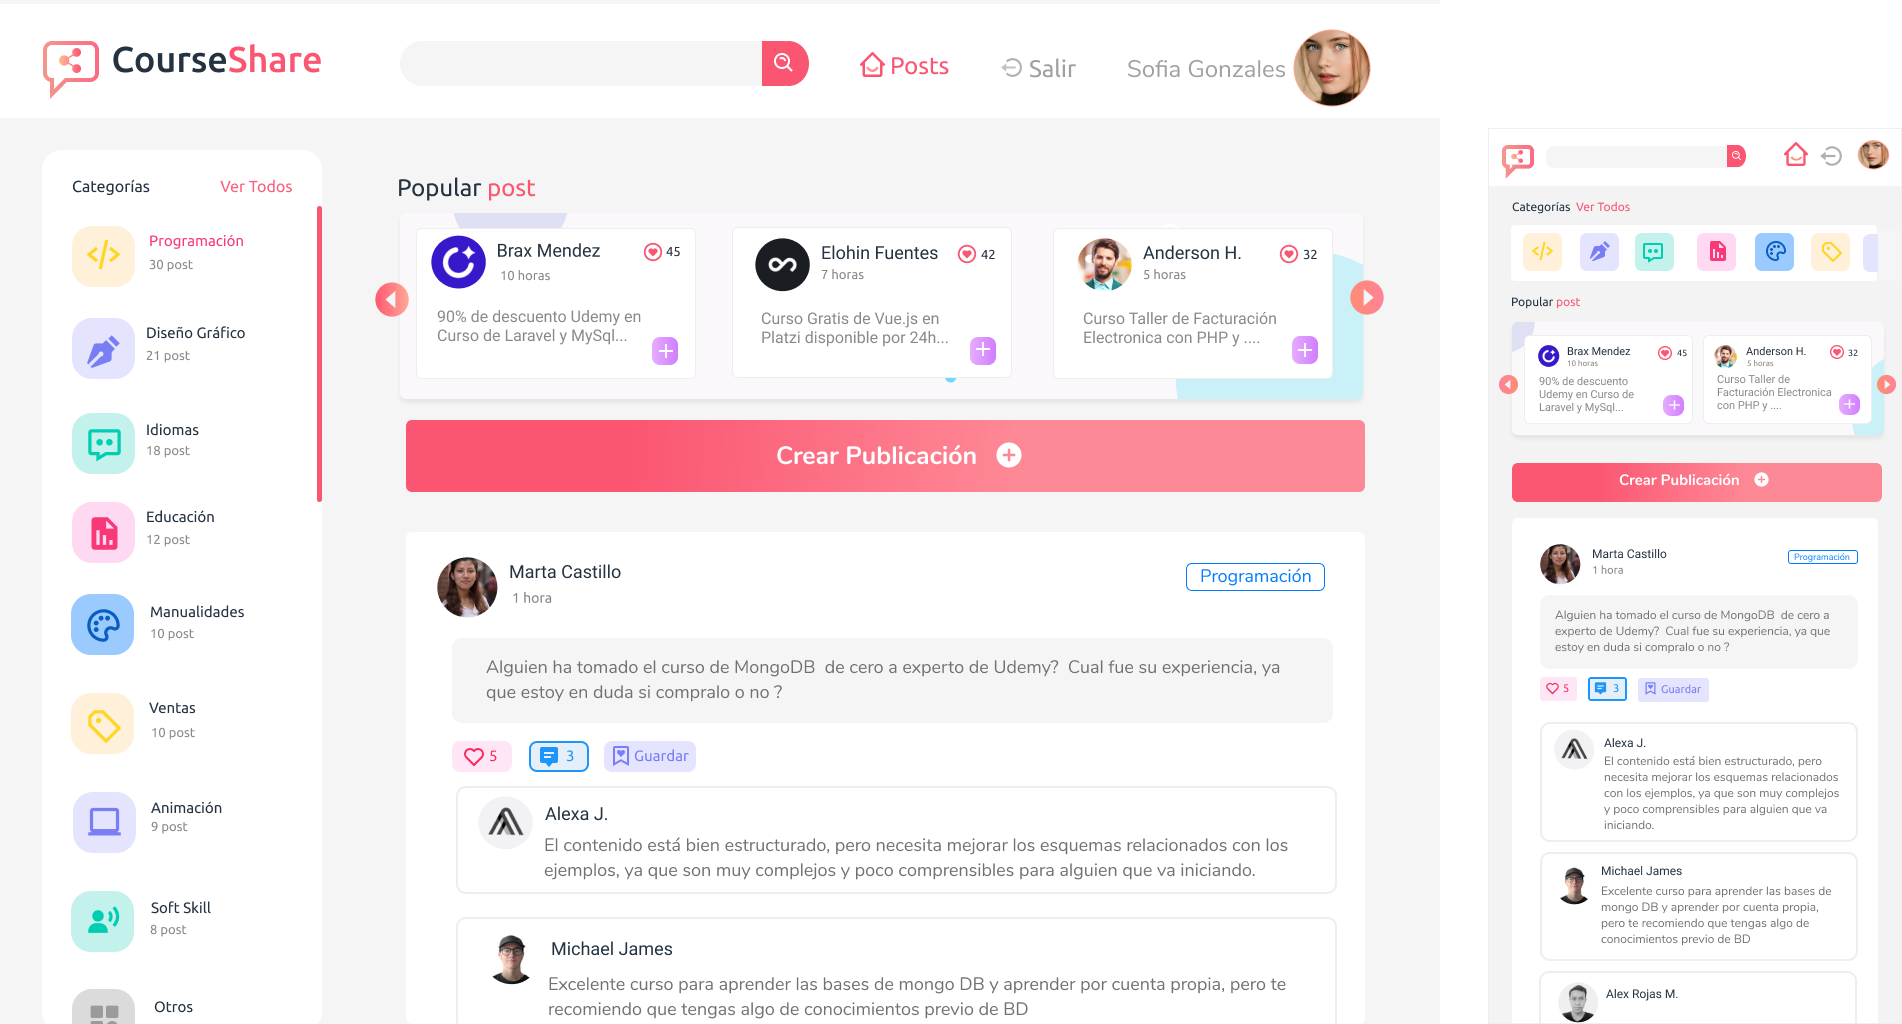 CourseShare
Posts
Salir
Sofia Gonzales
Categorías
Ver Todos
Programación
30 post
Diseño Gráfico
21 post
Idiomas
18 post
Educación
12 post
Manualidades
10 post
Ventas
10 post
Animación
9 post
Soft Skill
8 post
Otros
Popular post
Brax Mendez
45
10 horas
90% de descuento Udemy en
Curso de Laravel y MySql...
Elohin Fuentes
42
7 horas
Curso Gratis de Vue.js en
Platzi disponible por 24h...
Anderson H.
32
5 horas
Curso Taller de Facturación
Electronica con PHP y ....
Crear Publicación
Marta Castillo
1 hora
Programación
Alguien ha tomado el curso de MongoDB  de cero a experto de Udemy?  Cual fue su experiencia, ya
que estoy en duda si compralo o no ?
5
3
Guardar
Alexa J.
El contenido está bien estructurado, pero necesita mejorar los esquemas relacionados con los
ejemplos, ya que son muy complejos y poco comprensibles para alguien que va iniciando.
Michael James
Excelente curso para aprender las bases de mongo DB y aprender por cuenta propia, pero te
recomiendo que tengas algo de conocimientos previo de BD
Categorías Ver Todos
Popular post
Brax Mendez
45
10 horas
90% de descuento
Udemy en Curso de
Laravel y MySql...
Anderson H.
32
5 horas
Curso Taller de
Facturación Electronica
con PHP y ....
Crear Publicación
Marta Castillo
1 hora
Programación
Alguien ha tomado el curso de MongoDB  de cero a
experto de Udemy?  Cual fue su experiencia, ya que
estoy en duda si compralo o no ?
5
3
Guardar
Alexa J.
El contenido está bien estructurado, pero
necesita mejorar los esquemas relacionados
con los ejemplos, ya que son muy complejos
y poco comprensibles para alguien que va
iniciando.
Michael James
Excelente curso para aprender las bases de
mongo DB y aprender por cuenta propia,
pero te recomiendo que tengas algo de
conocimientos previo de BD
Alex Rojas M.